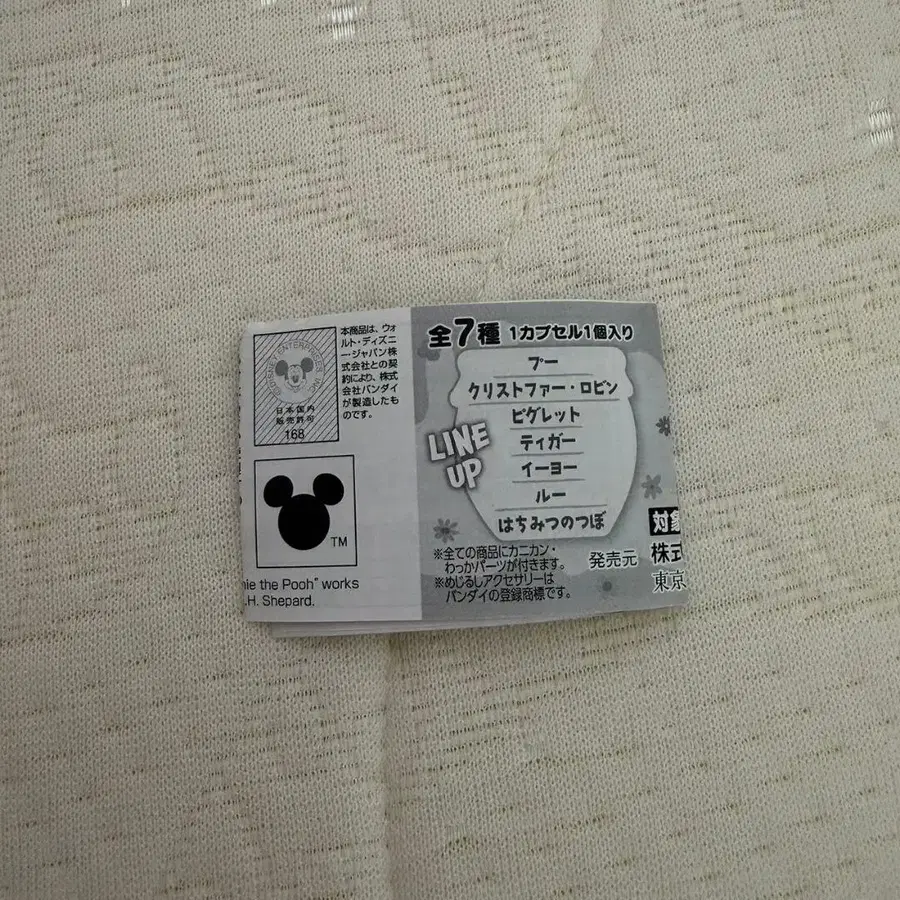 本商品は、ウォ
ルト・ディズニ
ー・ジャパン株
式会社との契
約により、株式
会社バンダイ
が製造したも
のです。
日本国内
販売許可
168
TM
nie the Pooh" works
.H. Shepard.
全7種 1カプセル1個入り
LINE UP
プー
クリストファー・ロビン
ピグレット
ティガー
イーヨー
ルー
はちみつのつぼ
※全ての商品にカニカン・
わっかパーツが付きます。
※めじるしアクセサリーは
バンダイの登録商標です。
発売元
対象
株式
東京